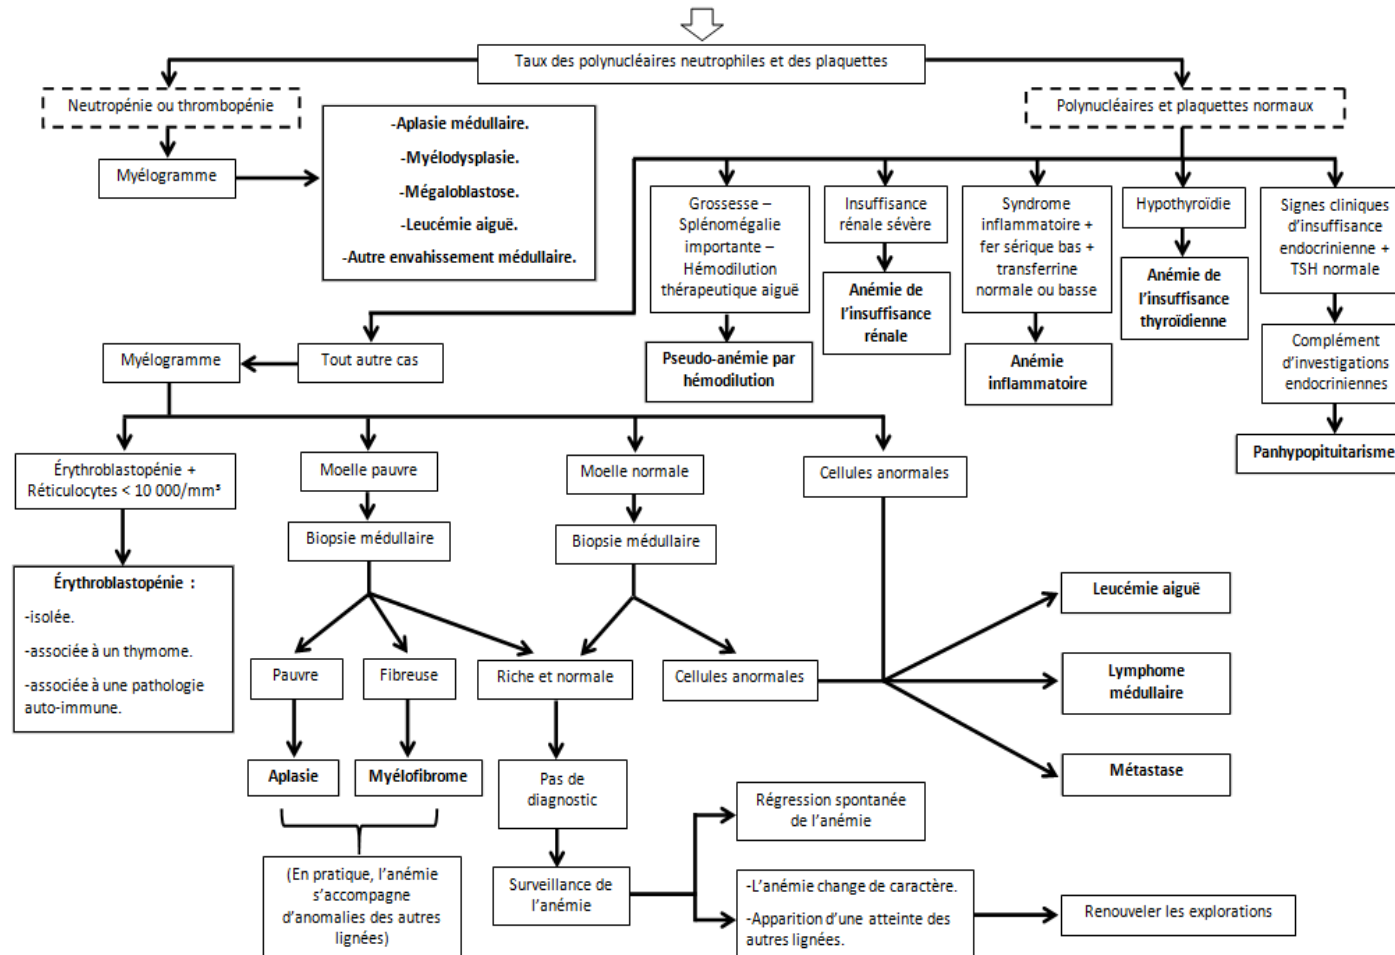 Taux des polynucléaires neutrophiles et des plaquettes
Neutropénie ou thrombopénie
Polynucléaires et plaquettes normaux
Myélogramme
-Aplasie médullaire.
-Myélodysplasie.
-Mégaloblastose.
-Leucémie aiguë.
-Autre envahissement médullaire.
Grossesse –
Splénomégalie
importante –
Hémodilution
thérapeutique aiguë
Insuffisance
rénale sévère
Syndrome
inflammatoire +
fer sérique bas +
transferrine
normale ou basse
Hypothyroïdie
Signes cliniques
d’insuffisance
endocrinienne +
TSH normale
Pseudo-anémie par
hémodilution
Anémie de
l’insuffisance
rénale
Anémie
inflammatoire
Anémie de
l’insuffisance
thyroïdienne
Complément
d’investigations
endocriniennes
Panhypopituitarisme
Tout autre cas
Myélogramme
Érythroblastopénie +
Réticulocytes < 10 000/mm³
Moelle pauvre
Moelle normale
Cellules anormales
Biopsie médullaire
Biopsie médullaire
Érythroblastopénie :
-isolée.
-associée à un thymome.
-associée à une pathologie
auto-immune.
Pauvre
Fibreuse
Riche et normale
Cellules anormales
Leucémie aiguë
Lymphome
médullaire
Métastase
Aplasie
Myélofibrome
Pas de
diagnostic
(En pratique, l’anémie
s’accompagne
d’anomalies des autres
lignées)
Surveillance de
l’anémie
Régression spontanée
de l’anémie
-L’anémie change de caractère.
-Apparition d’une atteinte des
autres lignées.
Renouveler les explorations